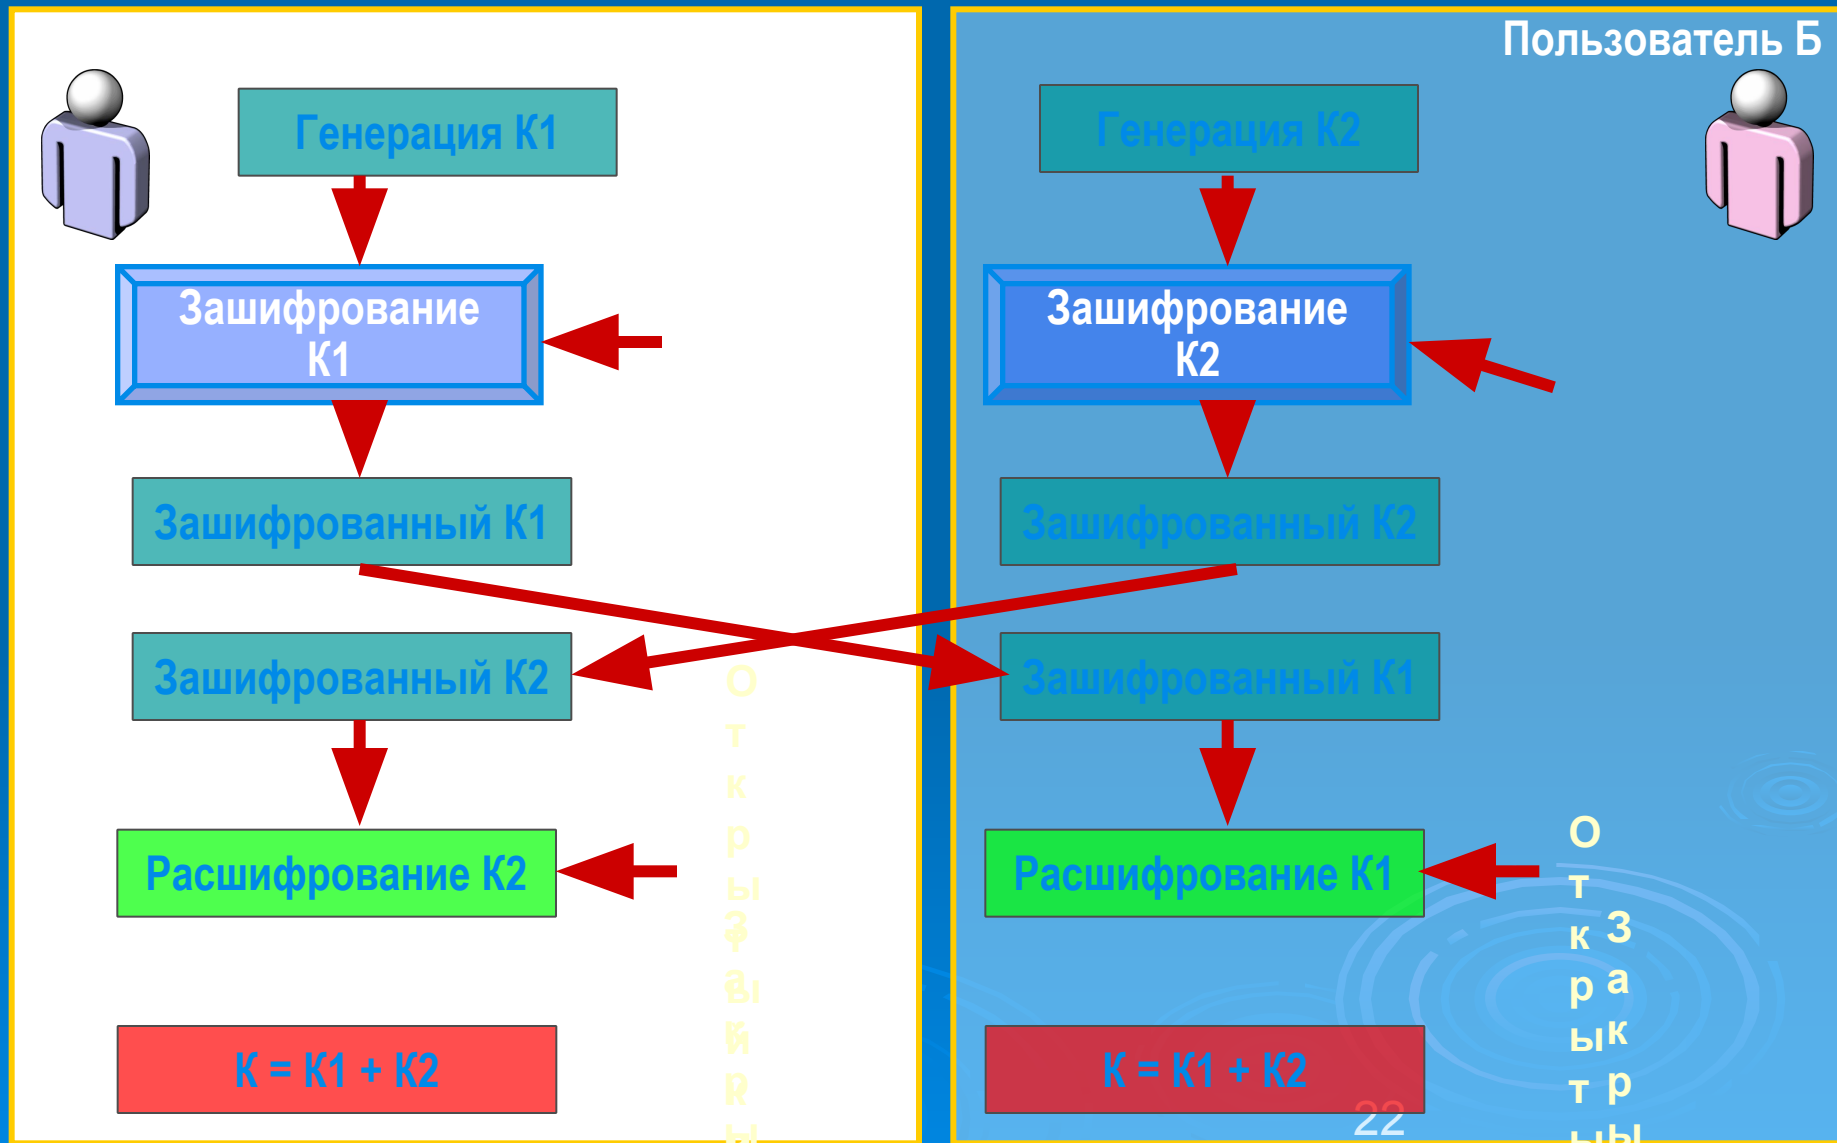 Пользователь Б
Генерация К1
Генерация К2
Зашифрование
К1
Зашифрование
К2
Зашифрованный К1
Зашифрованный К2
Зашифрованный К2
Зашифрованный К1
Расшифрование К2
Расшифрование К1
К = К1 + К2
К = К1 + К2
О
т
к
р
ы
О
т
к
р
ы
т
ы
З
а
к
р
ы
22